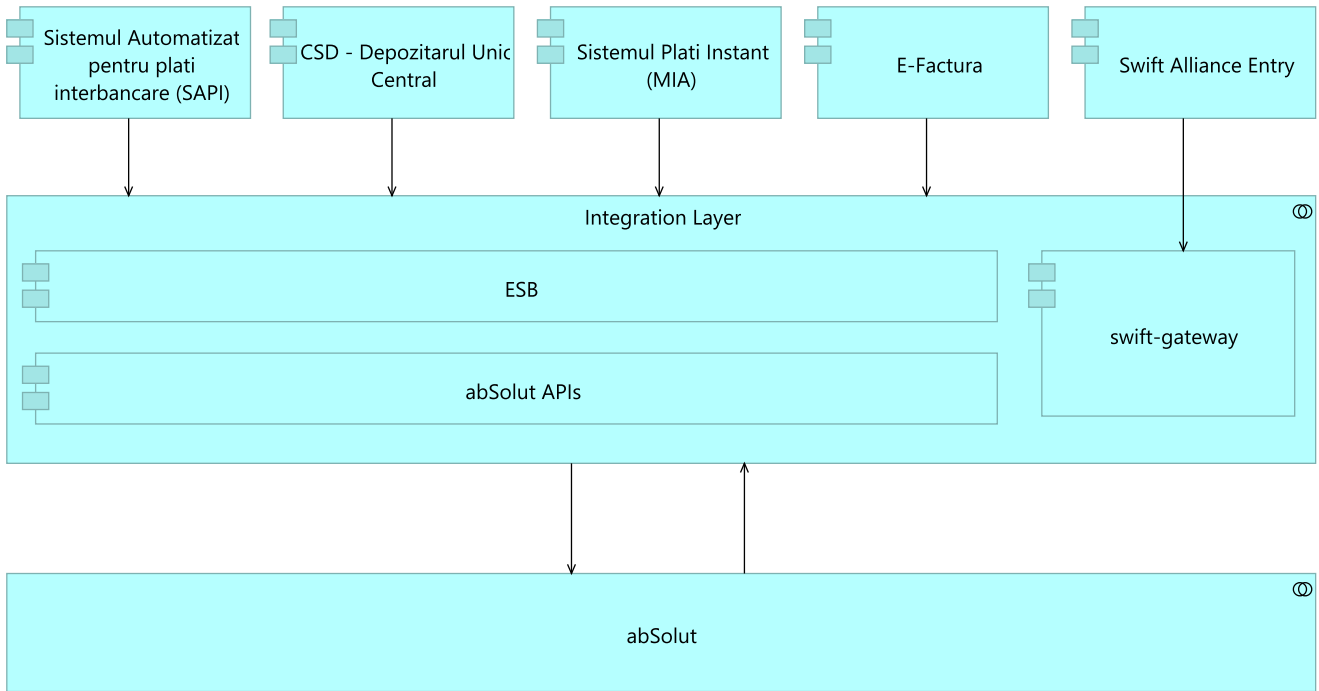 Sistemul Automatizat
pentru plati
interbancare (SAPI)
CSD - Depozitarul Unic
Central
Sistemul Plati Instant
(MIA)
E-Factura
Swift Alliance Entry
Integration Layer
ESB
swift-gateway
abSolut APIs
abSolut